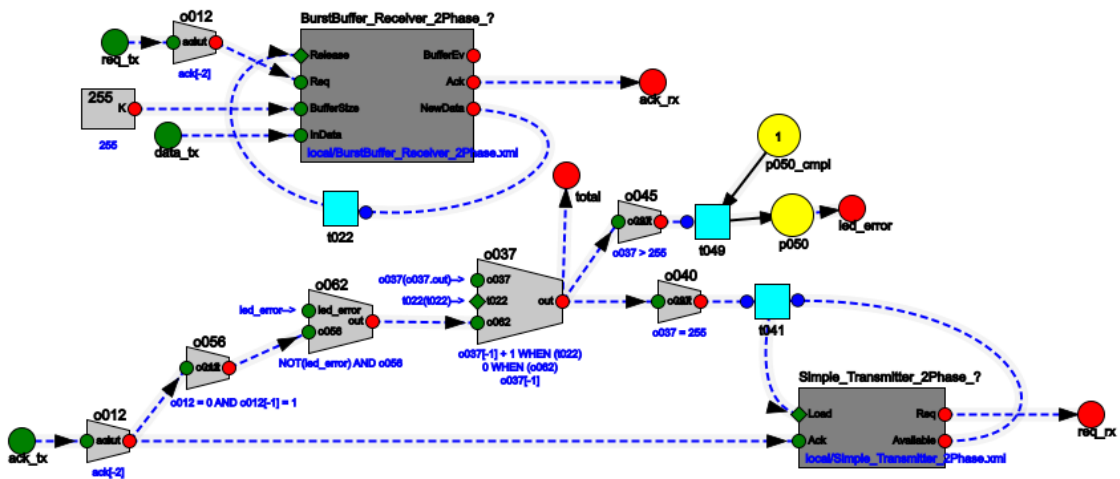 o012
req_tx
ack[-2]
out
BurstBuffer_Receiver_2Phase_?
Release
Req
BufferSize
InData
BufferEv
Ack
NewData
local/BurstBuffer_Receiver_2Phase.xml
255
K
255
data_tx
ack_rx
t022
total
1
p050_cmpl
o045
o037 > 255
t049
p050
led_error
o037
o037(o037.out)-->
o037
t022(t022)-->
t022
o062
out
o037[-1] + 1 WHEN (t022)
0 WHEN (o062)
o037[-1]
o040
o037 = 255
t041
o062
led_error-->
led_error
o056
out
NOT(led_error) AND o056
o056
o012 = 0 AND o012[-1] = 1
o012
ack_tx
out
ack[-2]
Simple_Transmitter_2Phase_?
Load
Ack
Req
Available
local/Simple_Transmitter_2Phase.xml
req_rx